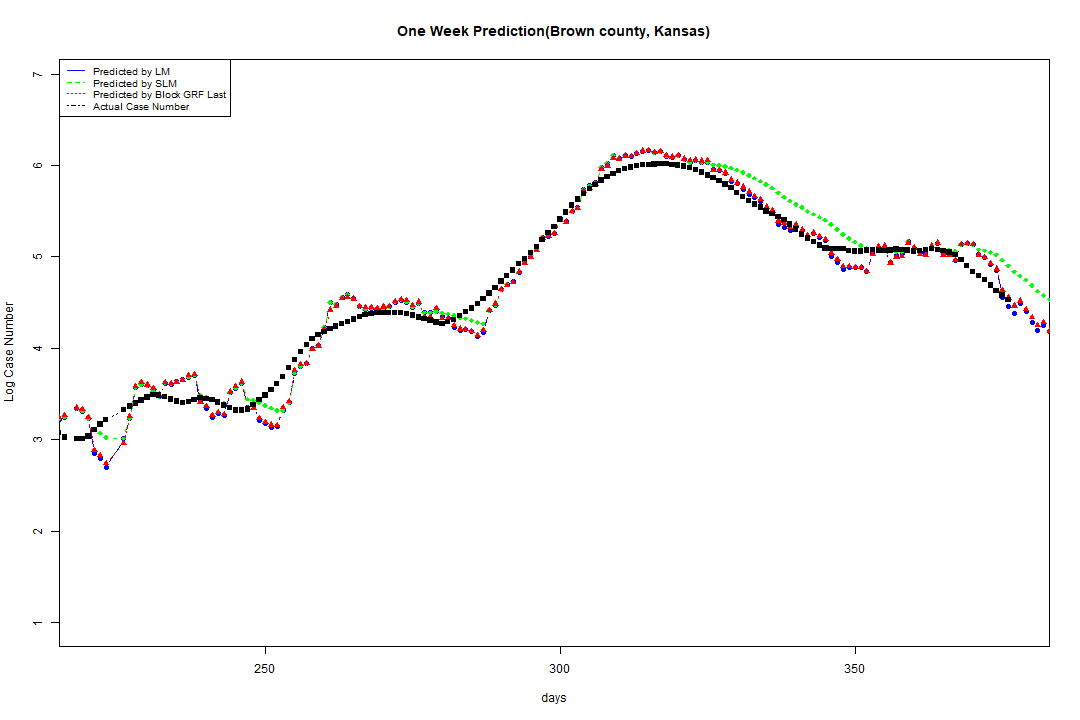 One Week Prediction(Brown county, Kansas)
Predicted by LM
Predicted by SLM
Predicted by Block GRF Last
Actual Case Number
7
6
5
4
3
2
1
Log Case Number
250
300
350
days